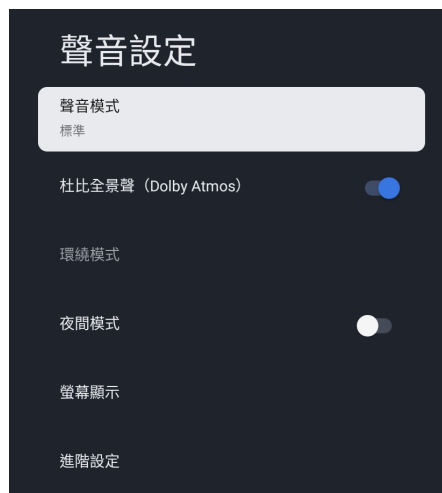 聲音設定
聲音模式
標準
杜比全景聲（Dolby Atmos）
環繞模式
夜間模式
螢幕顯示
進階設定